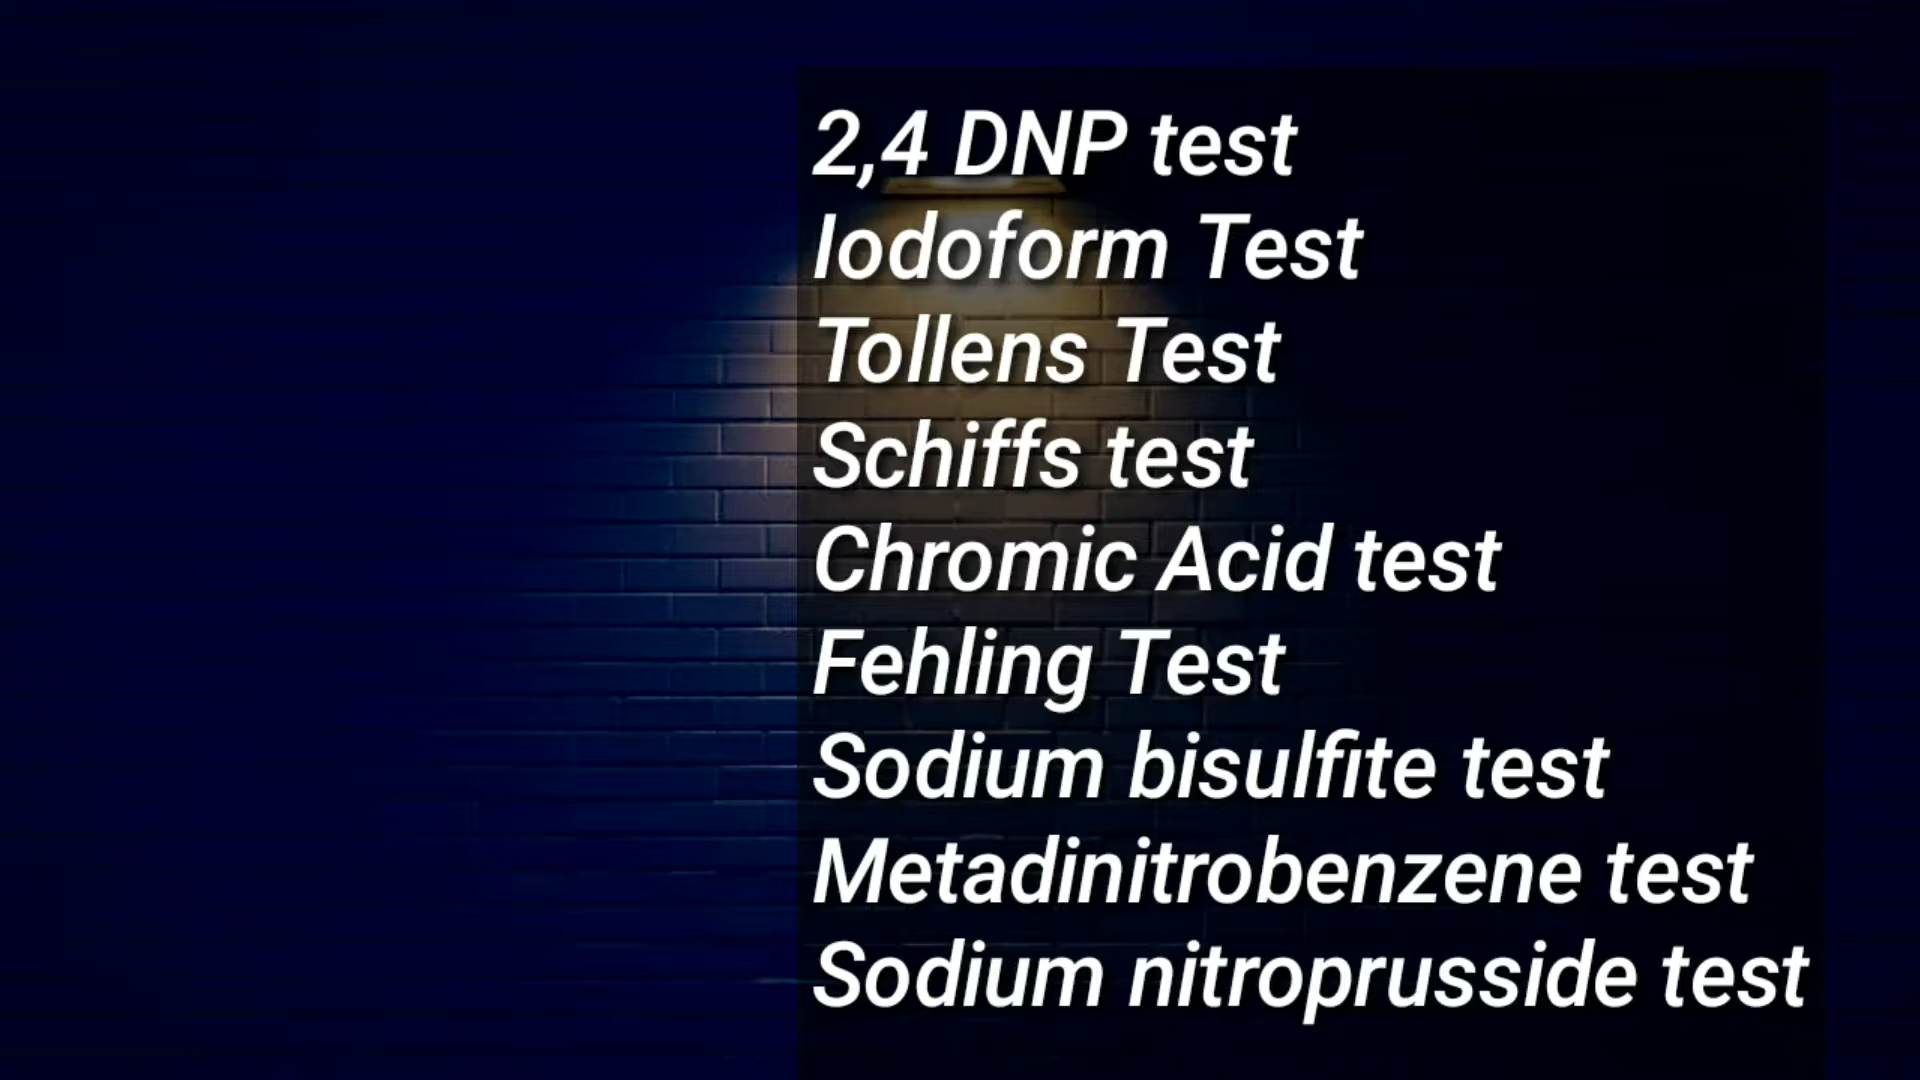 2,4 DNP test
Iodoform Test
Tollens Test
Schiffs test
Chromic Acid test
Fehling Test
Sodium bisulfite test
Metadinitrobenzene test
Sodium nitroprusside test